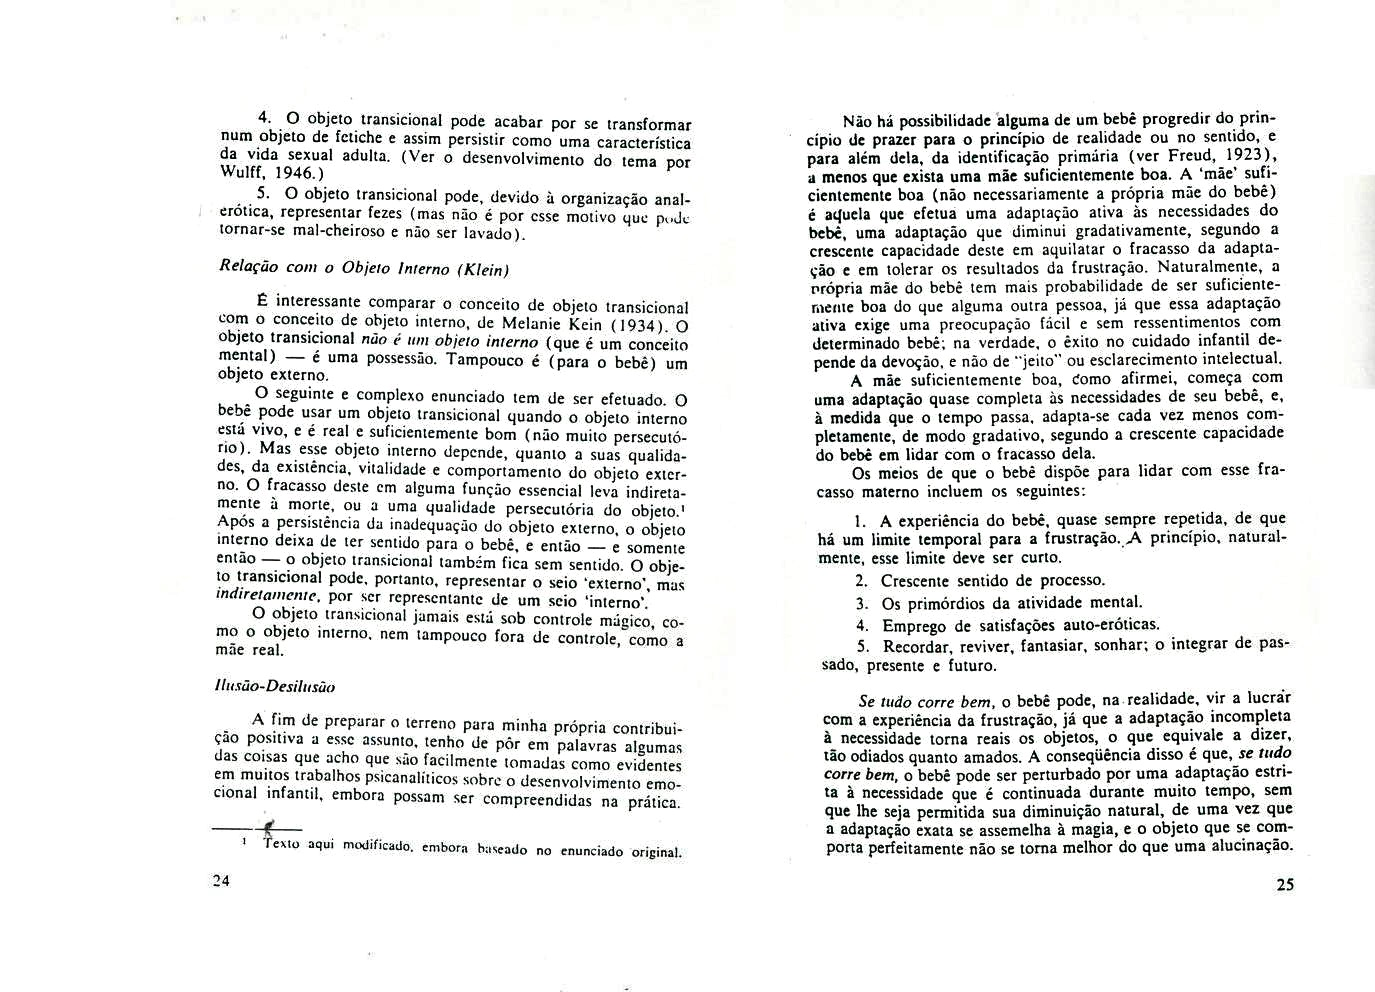 4. O objeto transicional pode acabar por se transformar
num objeto de fetiche e assim persistir como uma característica
da vida sexual adulta. (Ver o desenvolvimento do tema por
Wulff, 1946.)
5. O objeto transicional pode, devido à organização anal-
erótica, representar fezes (mas não é por esse motivo que pode
tornar-se mal-cheiroso e não ser lavado).
Relação com o Objeto Interno (Klein)
É interessante comparar o conceito de objeto transicional
com o conceito de objeto interno, de Melanie Kein (1934). O
objeto transicional não é um objeto interno (que é um conceito
mental) — é uma possessão. Tampouco é (para o bebê) um
objeto externo.
O seguinte e complexo enunciado tem de ser efetuado. O
bebê pode usar um objeto transicional quando o objeto interno
está vivo, e é real e suficientemente bom (não muito persecutó-
rio). Mas esse objeto interno depende, quanto a suas qualida-
des, da existência, vitalidade e comportamento do objeto exter-
no. O fracasso deste em alguma função essencial leva indireta-
mente à morte, ou a uma qualidade persecutória do objeto.¹
Após a persistência da inadequação do objeto externo, o objeto
interno deixa de ter sentido para o bebê, e então — e somente
então — o objeto transicional também fica sem sentido. O obje-
to transicional pode, portanto, representar o seio 'externo', mas
indiretamente, por ser representante de um seio 'interno'.
O objeto transicional jamais está sob controle mágico, co-
mo o objeto interno, nem tampouco fora de controle, como a
mãe real.
Ilusão-Desilusão
A fim de preparar o terreno para minha própria contribui-
ção positiva a esse assunto, tenho de pôr em palavras algumas
das coisas que acho que são facilmente tomadas como evidentes
em muitos trabalhos psicanalíticos sobre o desenvolvimento emo-
cional infantil, embora possam ser compreendidas na prática.
¹ Texto aqui modificado, embora baseado no enunciado original.
24
Não há possibilidade alguma de um bebê progredir do prin-
cípio de prazer para o princípio de realidade ou no sentido, e
para além dela, da identificação primária (ver Freud, 1923),
a menos que exista uma mãe suficientemente boa. A 'mãe' sufi-
cientemente boa (não necessariamente a própria mãe do bebê)
é aquela que efetua uma adaptação ativa às necessidades do
bebê, uma adaptação que diminui gradativamente, segundo a
crescente capacidade deste em aquilatar o fracasso da adapta-
ção e em tolerar os resultados da frustração. Naturalmente, a
própria mãe do bebê tem mais probabilidade de ser suficiente-
mente boa do que alguma outra pessoa, já que essa adaptação
ativa exige uma preocupação fácil e sem ressentimentos com
determinado bebê; na verdade, o êxito no cuidado infantil de-
pende da devoção, e não de "jeito" ou esclarecimento intelectual.
A mãe suficientemente boa, como afirmei, começa com
uma adaptação quase completa às necessidades de seu bebê, e,
à medida que o tempo passa, adapta-se cada vez menos com-
pletamente, de modo gradativo, segundo a crescente capacidade
do bebê em lidar com o fracasso dela.
Os meios de que o bebê dispõe para lidar com esse fra-
casso materno incluem os seguintes:
1. A experiência do bebê, quase sempre repetida, de que
há um limite temporal para a frustração. A princípio, natural-
mente, esse limite deve ser curto.
2. Crescente sentido de processo.
3. Os primórdios da atividade mental.
4. Emprego de satisfações auto-eróticas.
5. Recordar, reviver, fantasiar, sonhar; o integrar de pas-
sado, presente e futuro.
Se tudo corre bem, o bebê pode, na realidade, vir a lucrar
com a experiência da frustração, já que a adaptação incompleta
à necessidade torna reais os objetos, o que equivale a dizer,
tão odiados quanto amados. A conseqüência disso é que, se tudo
corre bem, o bebê pode ser perturbado por uma adaptação estri-
ta à necessidade que é continuada durante muito tempo, sem
que lhe seja permitida sua diminuição natural, de uma vez que
a adaptação exata se assemelha à magia, e o objeto que se com-
porta perfeitamente não se torna melhor do que uma alucinação.
25